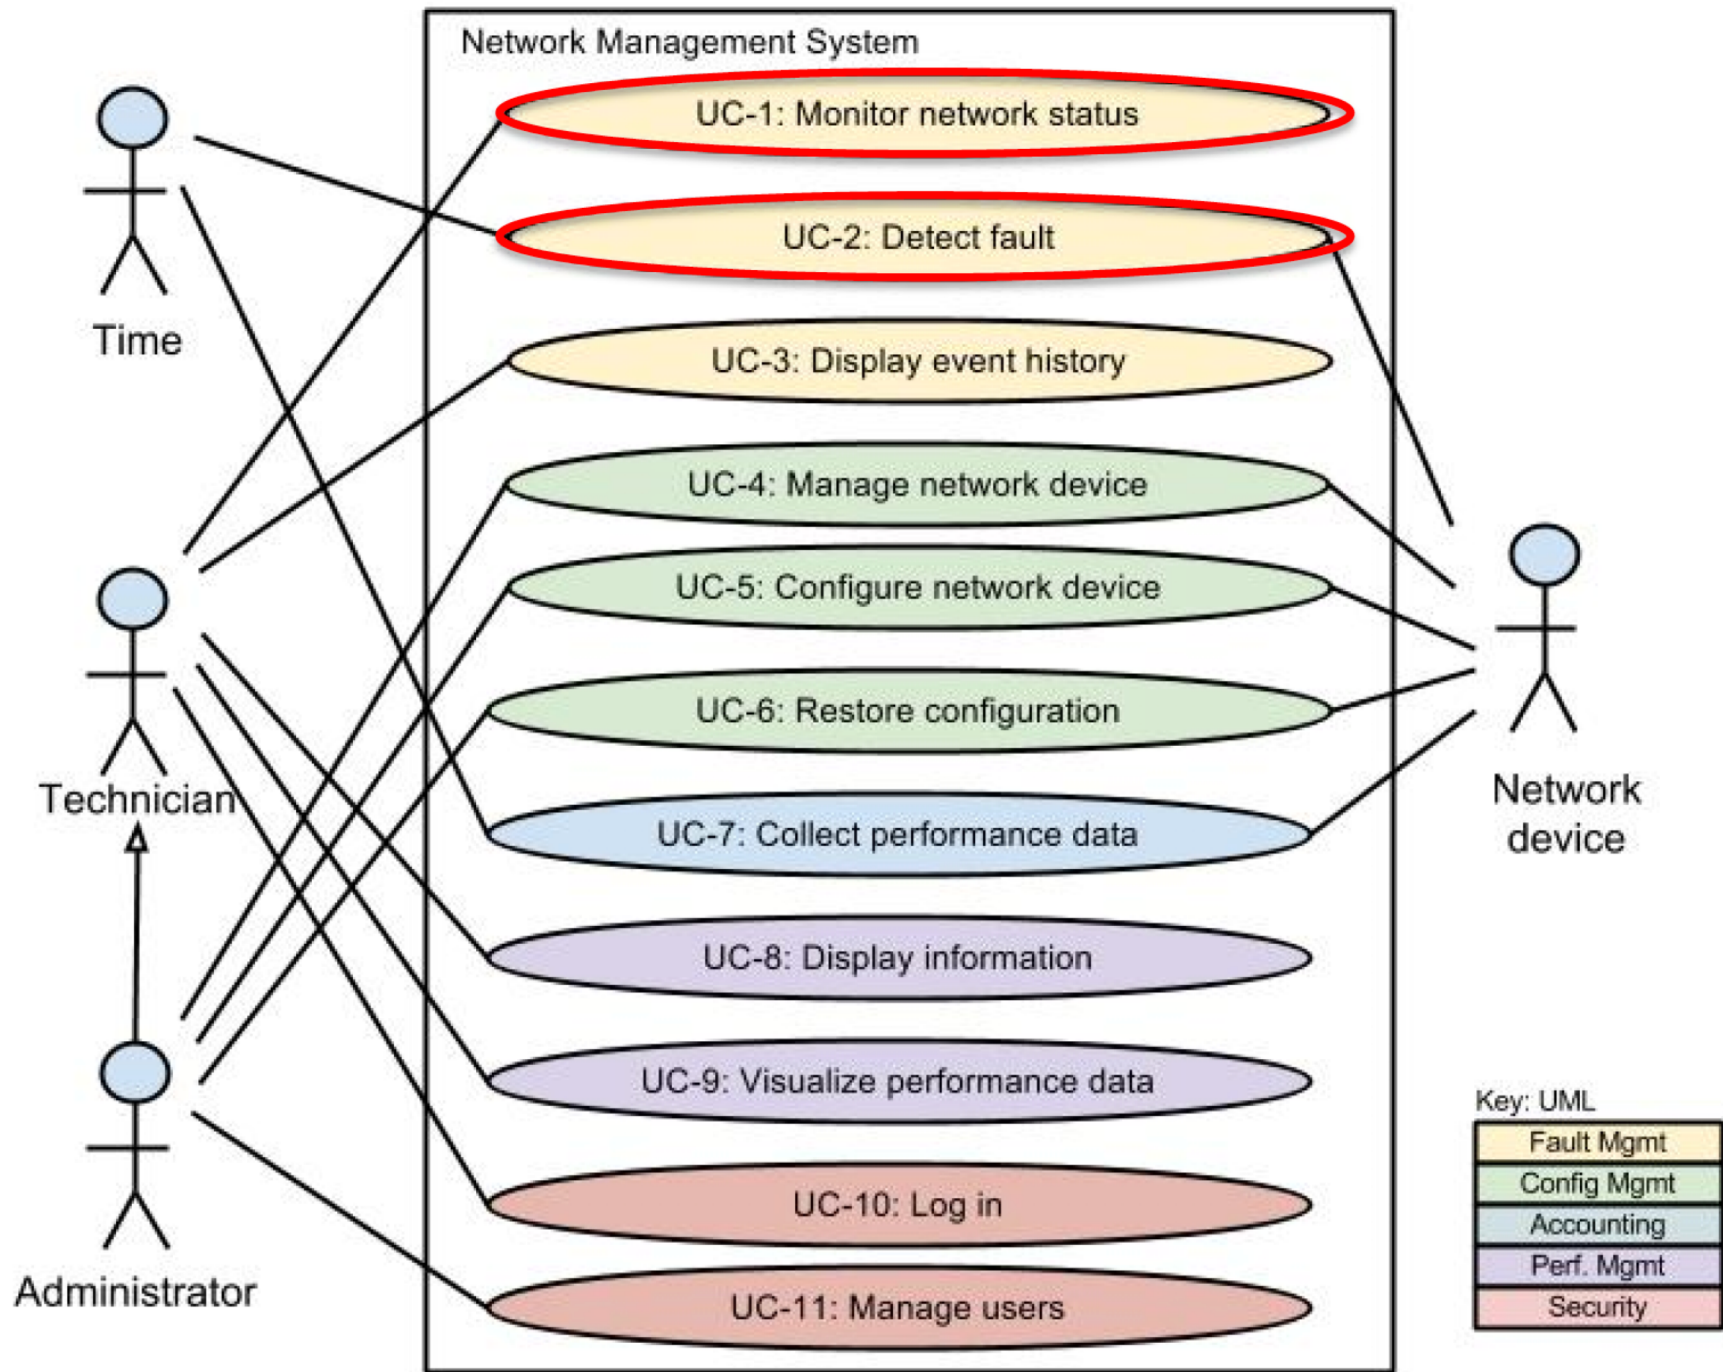 Network Management System
UC-1: Monitor network status
UC-2: Detect fault
Time
UC-3: Display event history
UC-4: Manage network device
UC-5: Configure network device
UC-6: Restore configuration
Technician
Network
device
UC-7: Collect performance data
UC-8: Display information
UC-9: Visualize performance data
Key: UML
Fault Mgmt
Config Mgmt
Accounting
Perf. Mgmt
Security
UC-10: Log in
Administrator
UC-11: Manage users